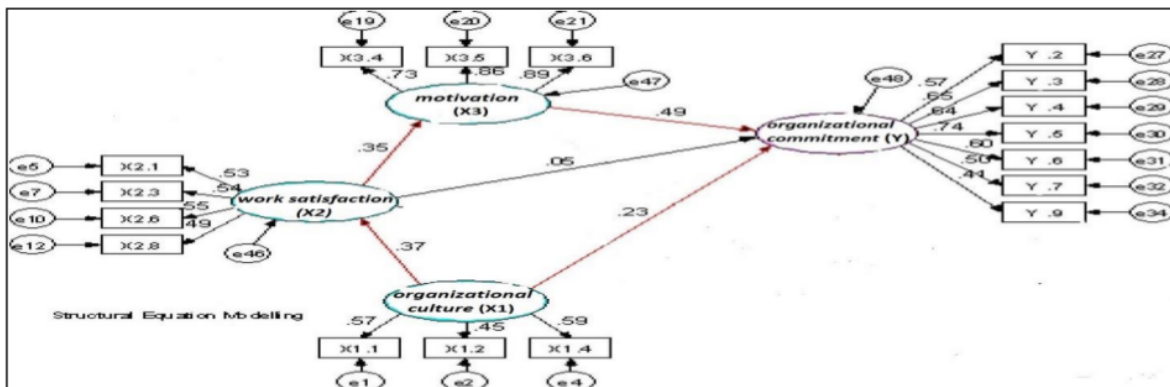 e19
e20
e21
X3.4
X3.5
X3.6
.73
.86
.89
e47
motivation
(X3)
e48
.57
.65
.64
.74
.60
.50
.41
Y .2
Y .3
Y .4
Y .5
Y .6
Y .7
Y .9
e27
e28
e29
e30
e31
e32
e34
organizational
commitment (Y)
.49
.35
.05
e5
e7
e10
e12
X2.1
X2.3
X2.6
X2.8
.53
.54
.55
.49
work satisfaction
(X2)
e46
.23
.37
organizational
culture (X1)
Structural Equation Modelling
.57
.45
.59
X1.1
X1.2
X1.4
e1
e2
e4